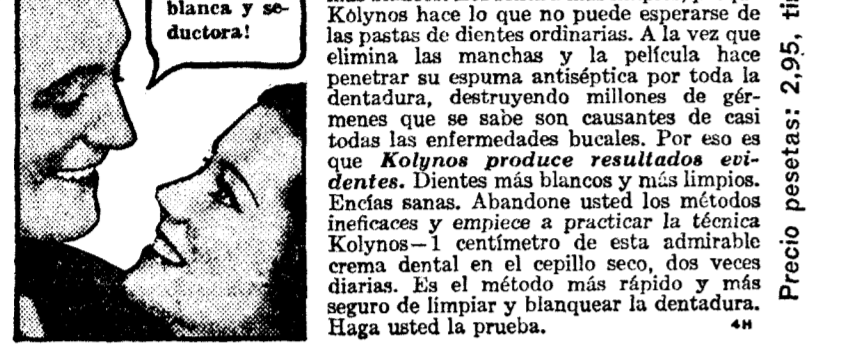 blanca y se-
ductora!
Kólynos hace lo que no puede esperarse de
las pastas de dientes ordinarias. A la vez que
elimina las manchas y la película hace
penetrar su espuma antiséptica por toda la
dentadura, destruyendo millones de gér-
menes que se sabe son causantes de casi
todas las enfermedades bucales. Por eso es
que Kolynos produce resultados evi-
dentes. Dientes más blancos y más limpios.
Encías sanas. Abandone usted los métodos
ineficaces y empiece a practicar la técnica
Kolynos—1 centímetro de esta admirable
crema dental en el cepillo seco, dos veces
diarias. Es el método más rápido y más
seguro de limpiar y blanquear la dentadura.
Haga usted la prueba.
4H
Precio pesetas: 2,95, ti